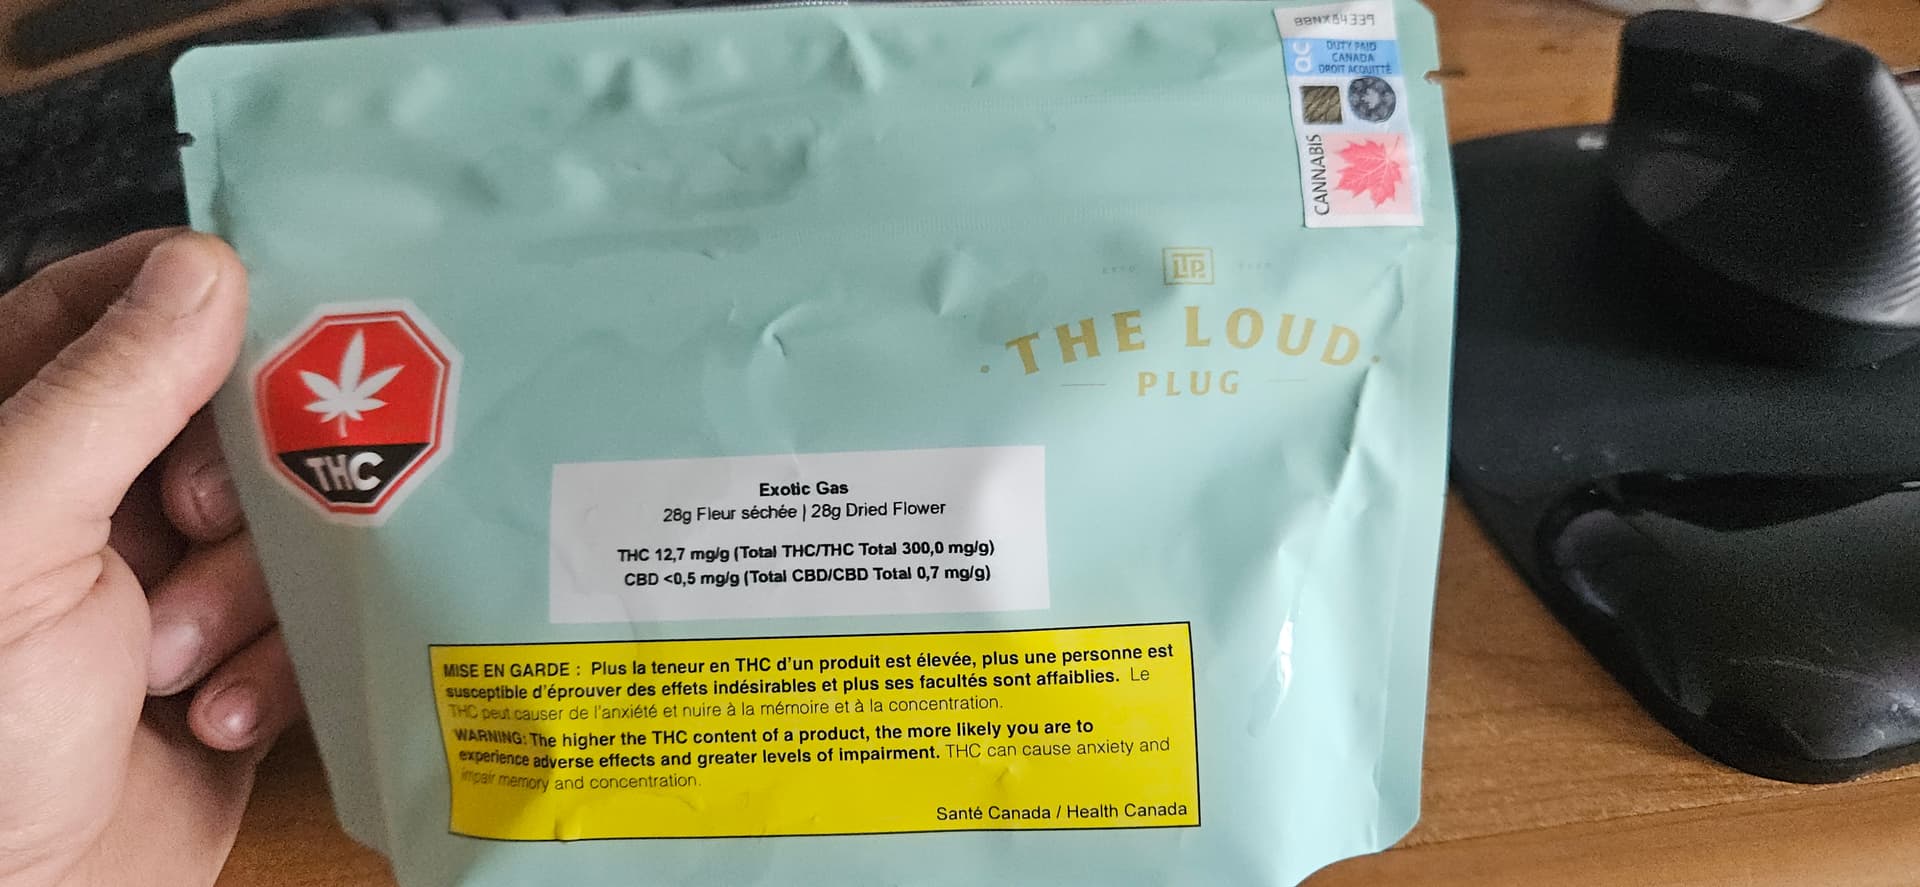 BBNX64339
QC
DUTY PAID
CANADA
DROIT ACQUITTÉ
CANNABIS
LTP.
· THE LOUD ·
PLUG
THC
Exotic Gas
28g Fleur séchée | 28g Dried Flower
THC 12,7 mg/g (Total THC/THC Total 300,0 mg/g)
CBD <0,5 mg/g (Total CBD/CBD Total 0,7 mg/g)
MISE EN GARDE : Plus la teneur en THC d'un produit est élevée, plus une personne est
susceptible d'éprouver des effets indésirables et plus ses facultés sont affaiblies. Le
THC peut causer de l'anxiété et nuire à la mémoire et à la concentration.
WARNING: The higher the THC content of a product, the more likely you are to
experience adverse effects and greater levels of impairment. THC can cause anxiety and
impair memory and concentration.
Santé Canada / Health Canada